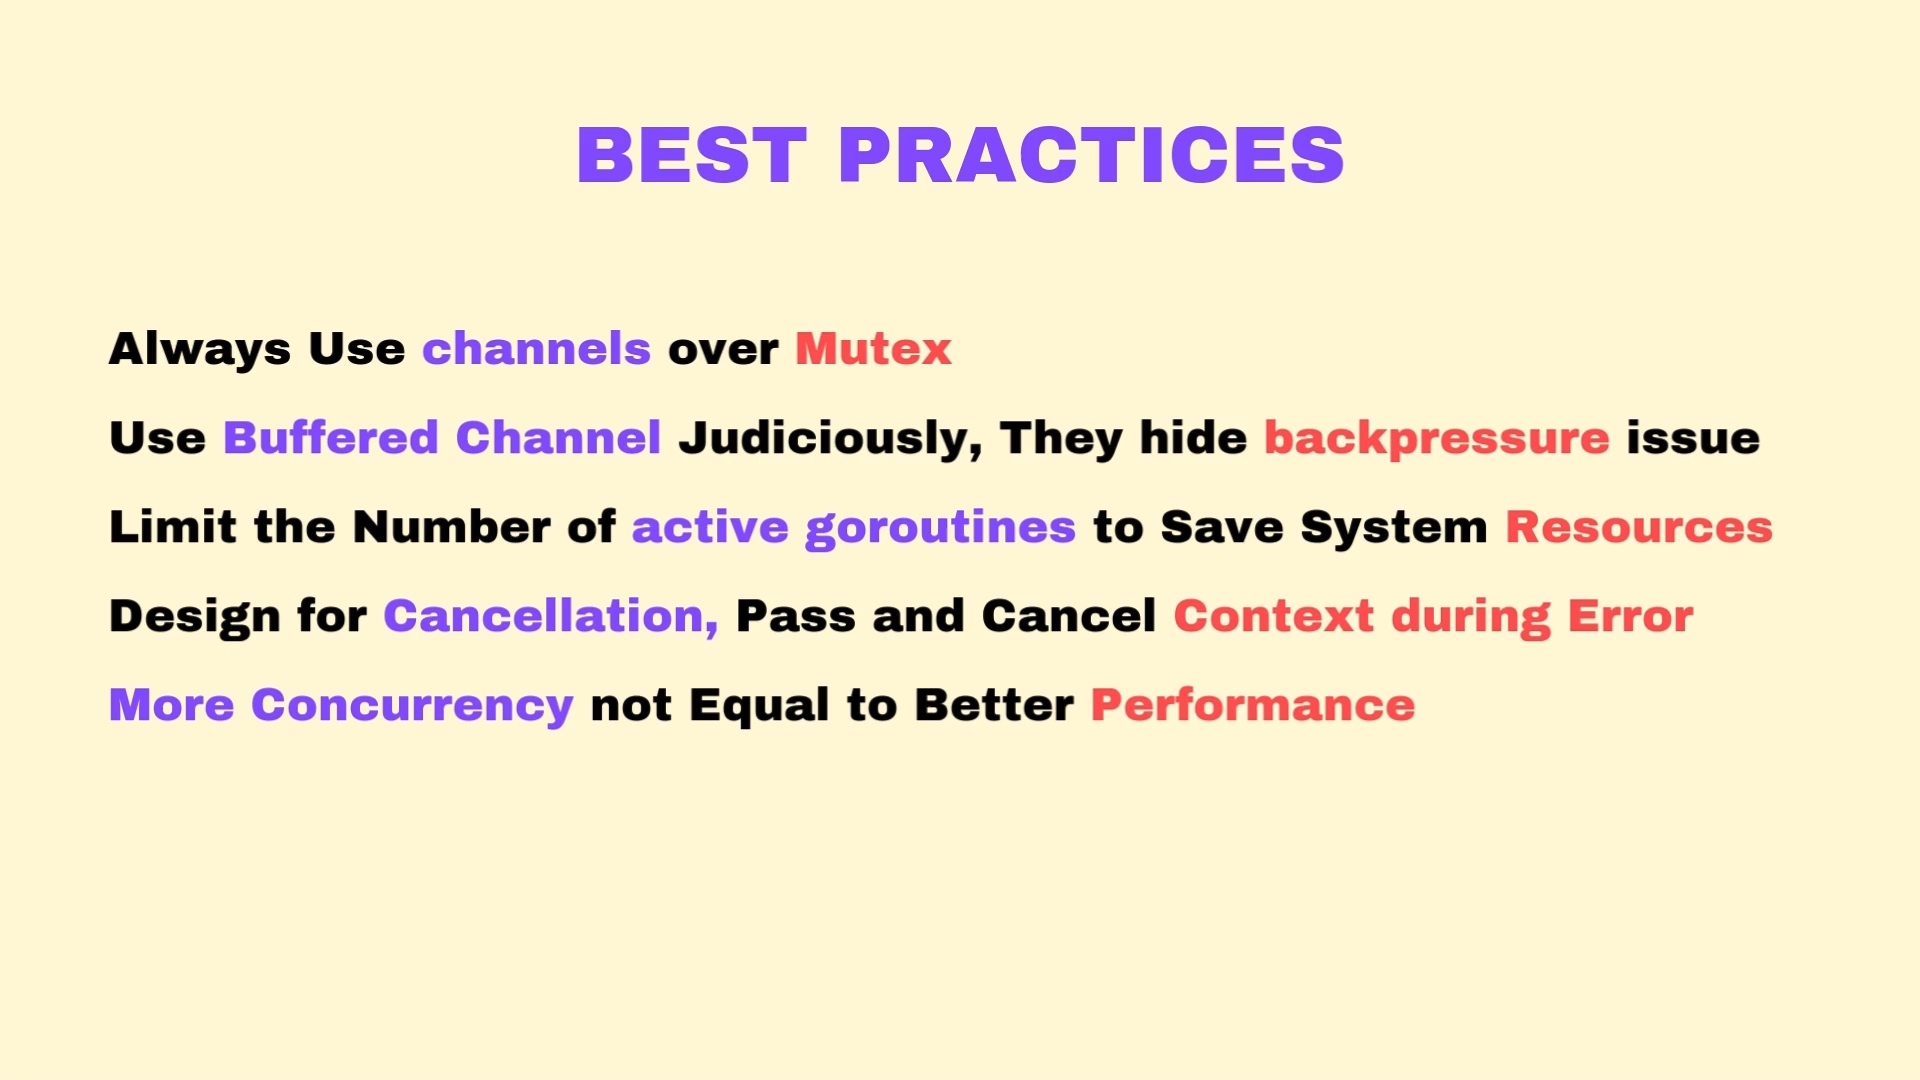 BEST PRACTICES
Always Use channels over Mutex
Use Buffered Channel Judiciously, They hide backpressure issue
Limit the Number of active goroutines to Save System Resources
Design for Cancellation, Pass and Cancel Context during Error
More Concurrency not Equal to Better Performance